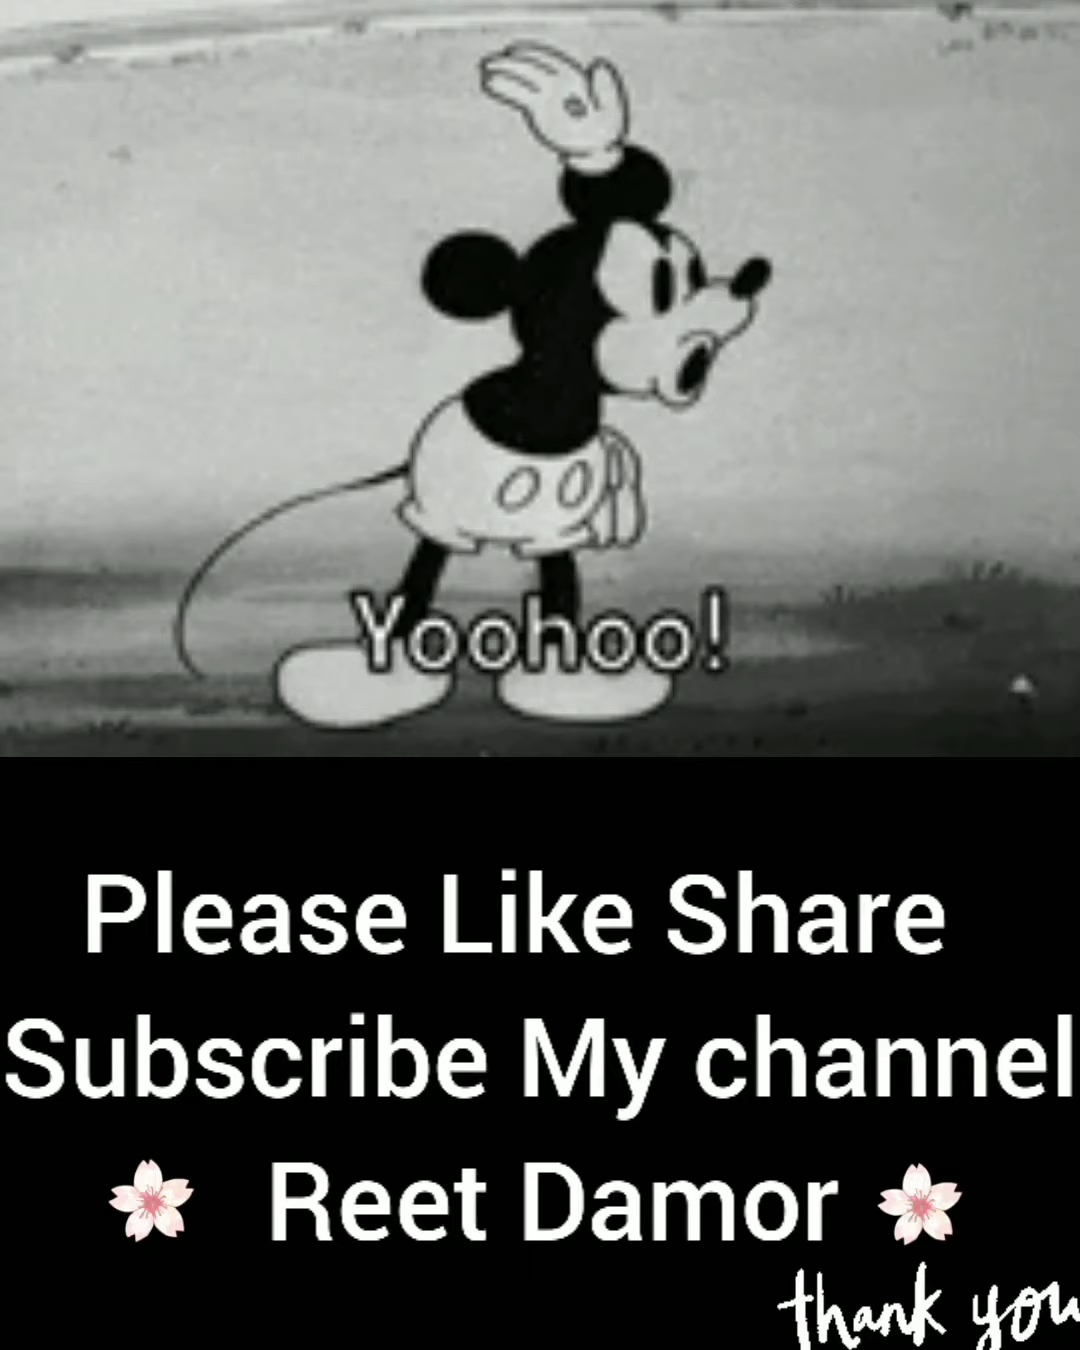 Yoohoo!
Please Like Share
Subscribe My channel
🌸 Reet Damor 🌸
thank you